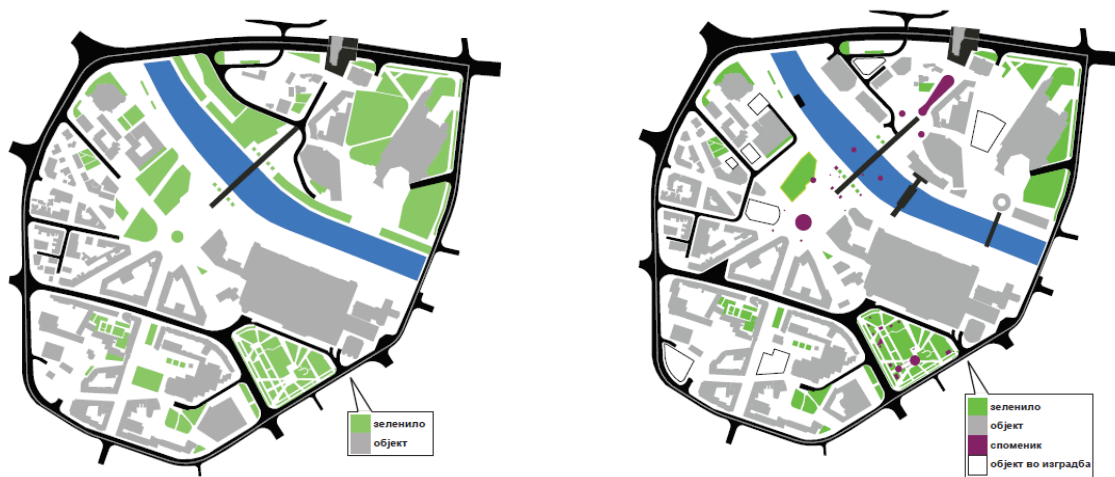 зеленило
објект
зеленило
објект
споменик
објект во изградба